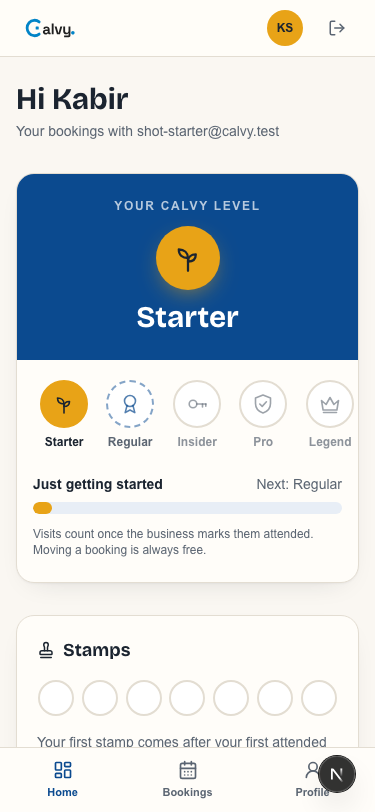 Calvy.
KS
Hi Kabir
Your bookings with shot-starter@calvy.test
YOUR CALVY LEVEL
Starter
Starter Regular Insider Pro Legend
Just getting started Next: Regular
Visits count once the business marks them attended.
Moving a booking is always free.
Stamps
Your first stamp comes after your first attended
Home Bookings Profile
N